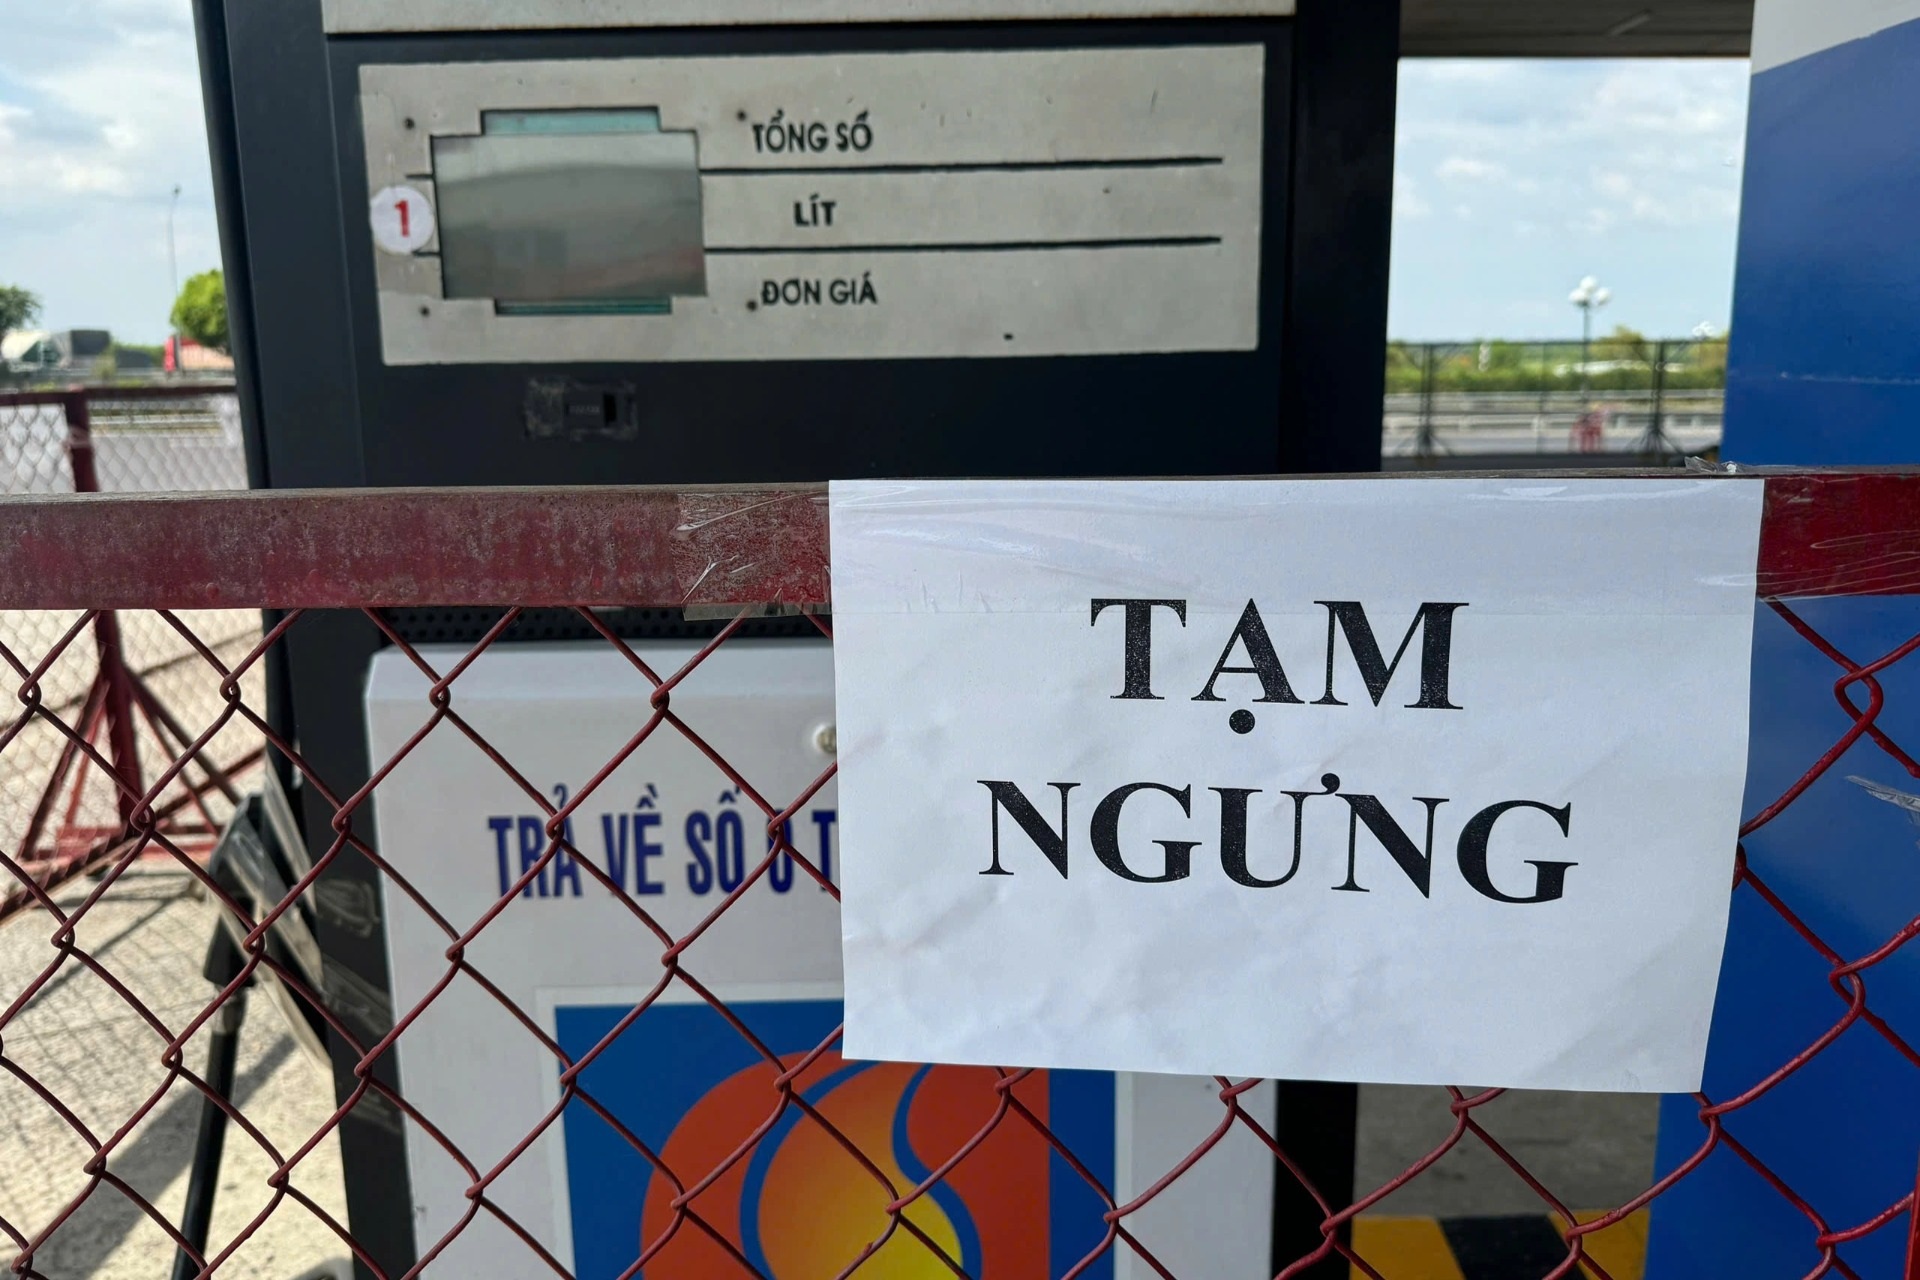 1
TỔNG SỐ
LÍT
ĐƠN GIÁ
TẠM
NGƯNG
TRẢ VỀ SỐ 0 T